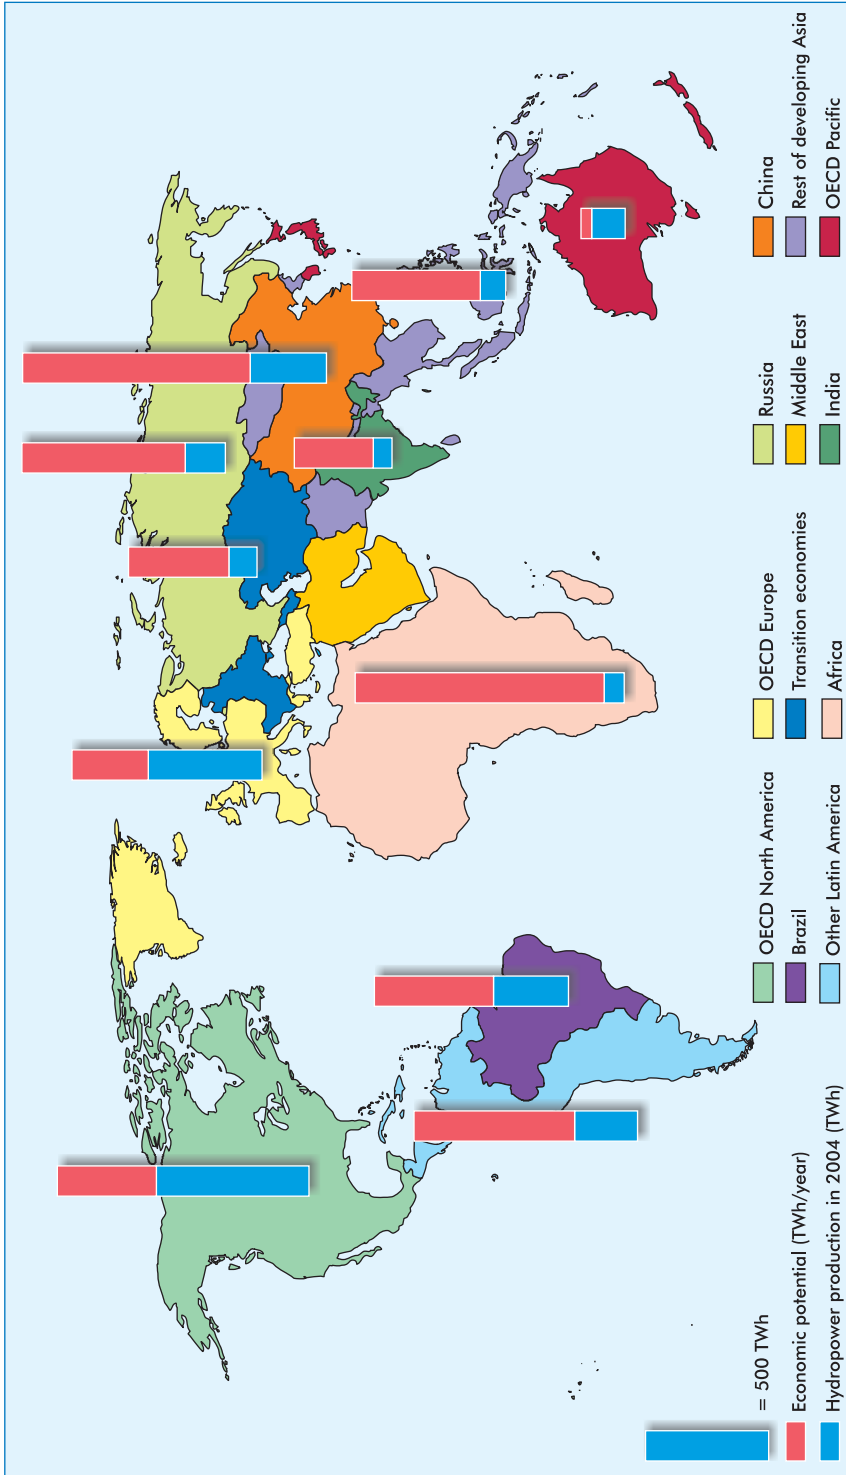 = 500 TWh
Economic potential (TWh/year)
Hydropower production in 2004 (TWh)
OECD North America
Brazil
Other Latin America
OECD Europe
Transition economies
Africa
Russia
Middle East
India
China
Rest of developing Asia
OECD Pacific